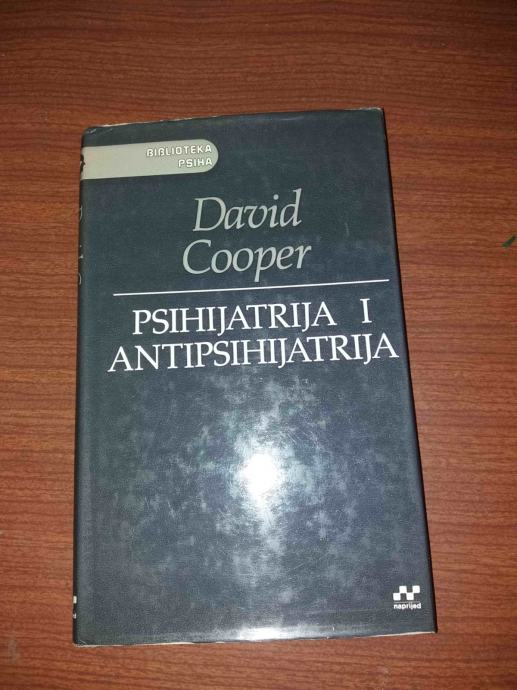 BIBLIOTEKA
PSIHA
David
Cooper
PSIHIJATRIJA I
ANTIPSIHIJATRIJA
naprijed